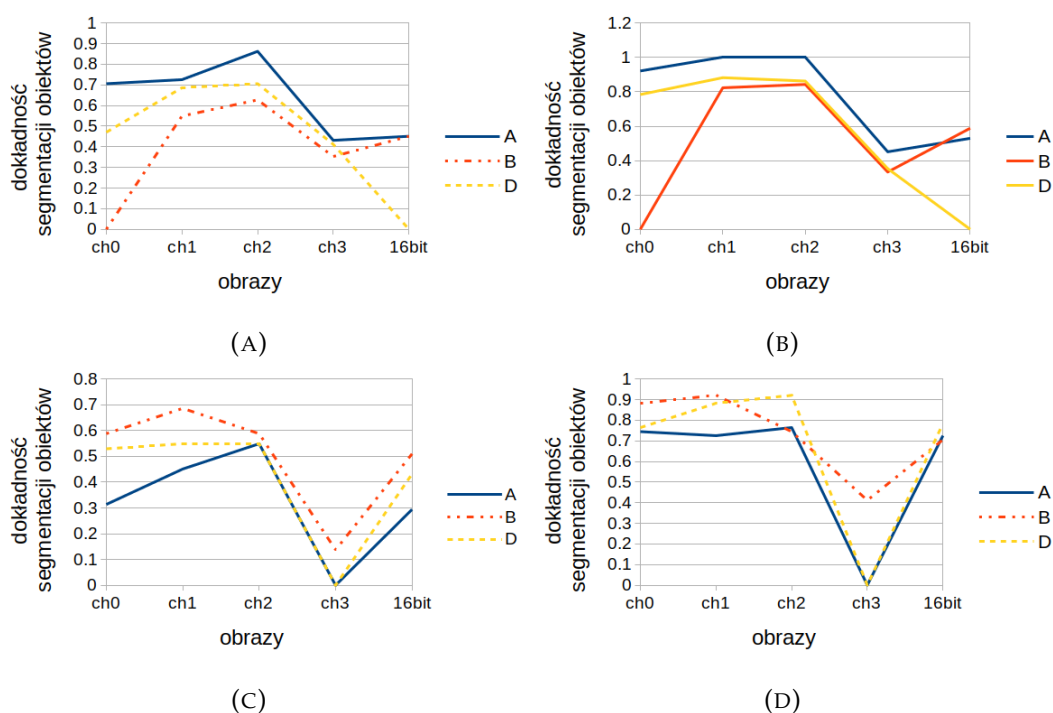 dokładność
segmentacji obiektów
1
0.9
0.8
0.7
0.6
0.5
0.4
0.3
0.2
0.1
0
ch0 ch1 ch2 ch3 16bit
obrazy
A
B
D
(A)
dokładność
segmentacji obiektów
1.2
1
0.8
0.6
0.4
0.2
0
ch0 ch1 ch2 ch3 16bit
obrazy
A
B
D
(B)
dokładność
segmentacji obiektów
0.8
0.7
0.6
0.5
0.4
0.3
0.2
0.1
0
ch0 ch1 ch2 ch3 16bit
obrazy
A
B
D
(C)
dokładność
segmentacji obiektów
1
0.9
0.8
0.7
0.6
0.5
0.4
0.3
0.2
0.1
0
ch0 ch1 ch2 ch3 16bit
obrazy
A
B
D
(D)